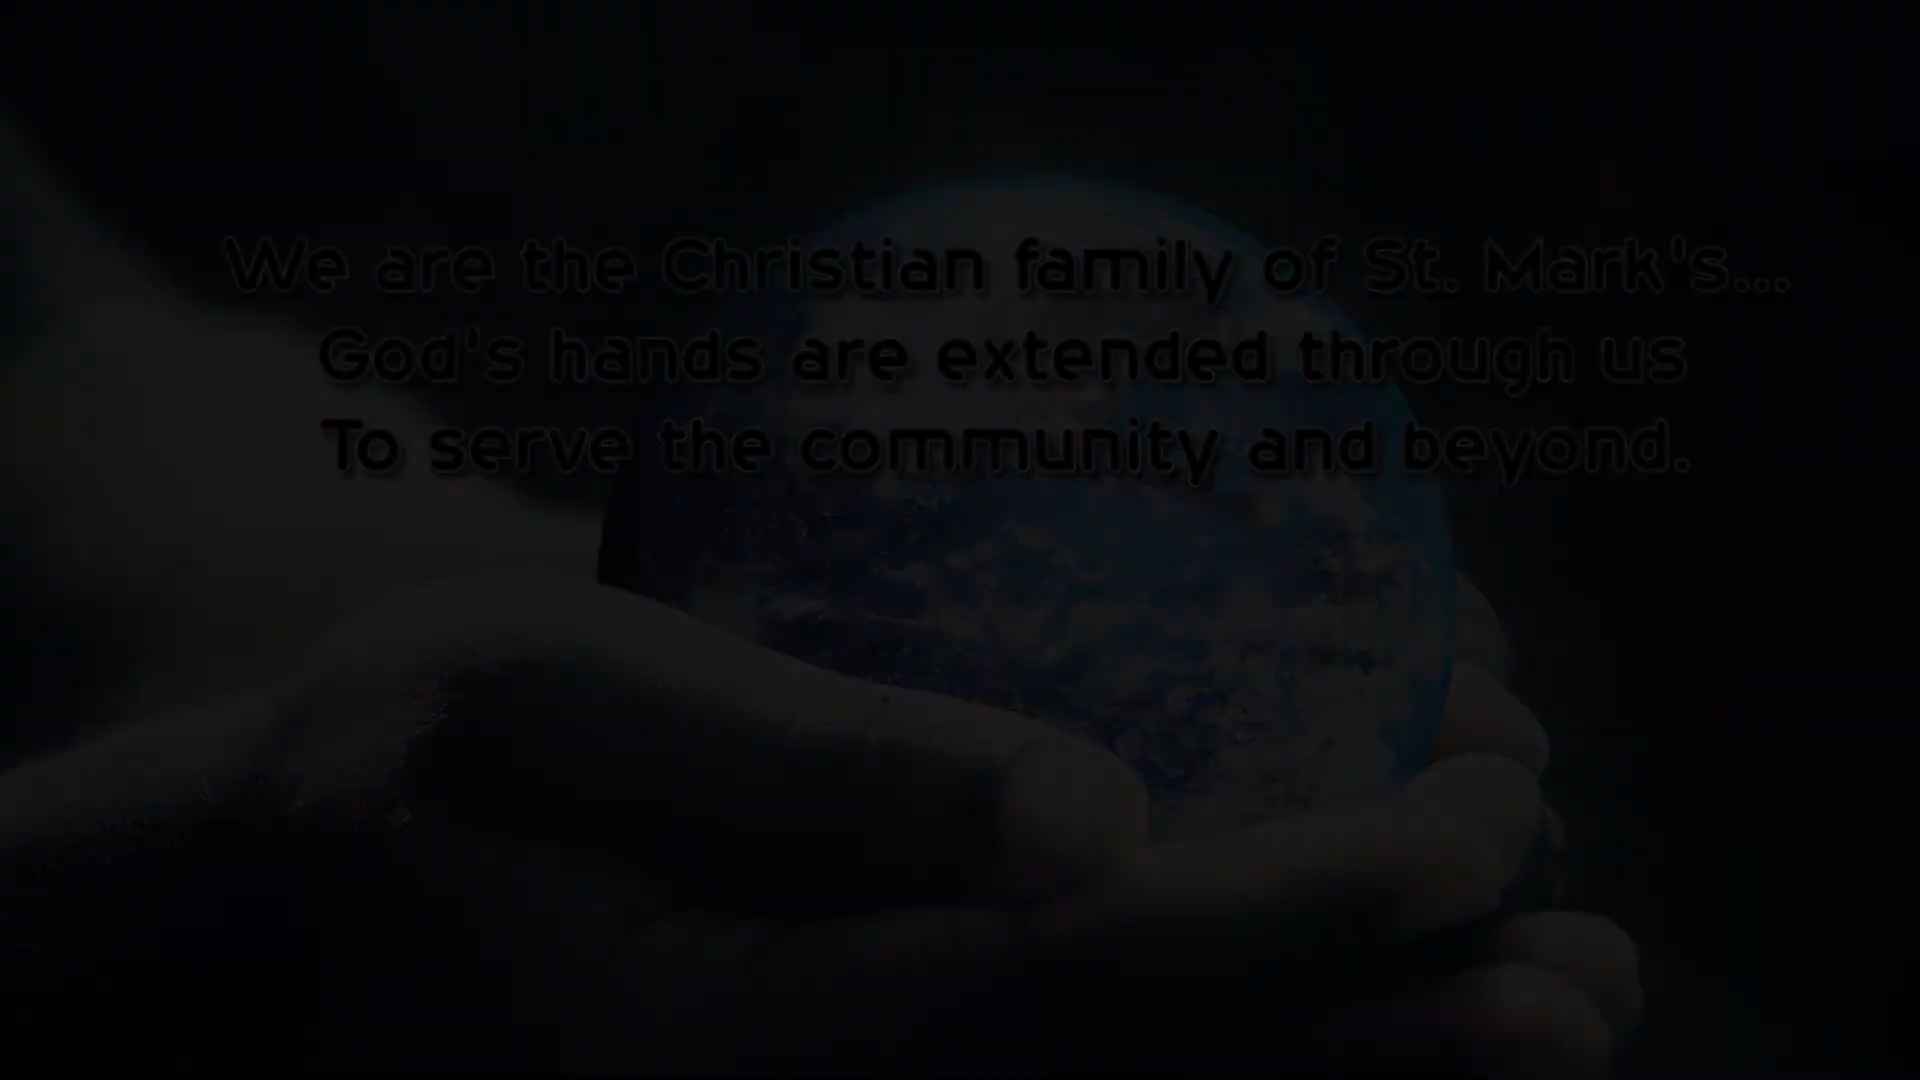 We are the Christian family of St. Mark's...
God's hands are extended through us
To serve the community and beyond.